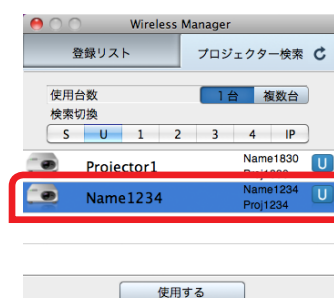 Wireless Manager
登録リスト プロジェクター検索
使用台数 1台 複数台
検索切換
S U 1 2 3 4 IP
Projector1 Name1830 U
Name1234 Name1234 U
Proj1234
使用する